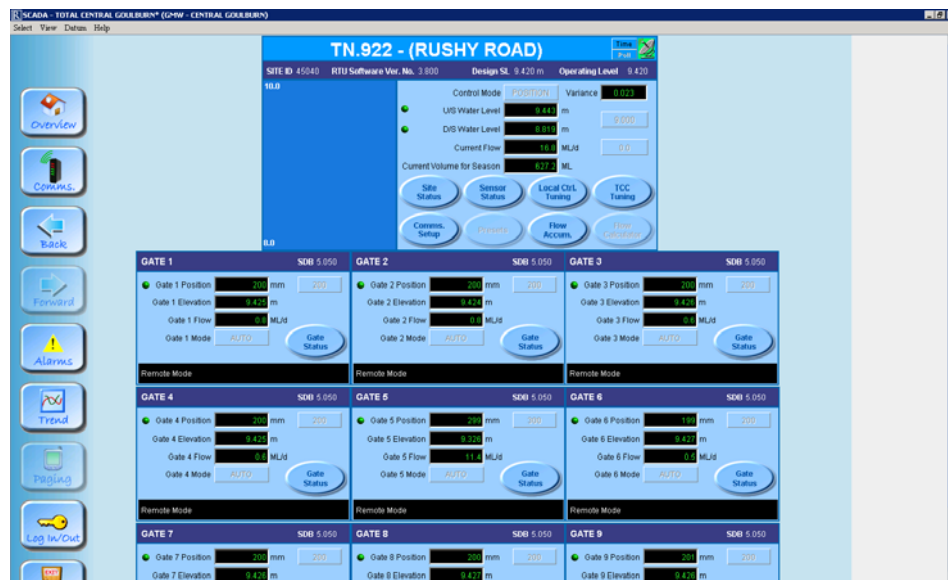 SCADA - TOTAL CENTRAL GOULBURN* (GMW - CENTRAL GOULBURN)
Select View Datum Help
TN.922 - (RUSHY ROAD)
Time
Poll
SITE ID 45040 RTU Software Ver. No. 3.800 Design SL 9.420 m Operating Level 9.420
10.0
Control Mode POSITION Variance 0.023
U/S Water Level 9.443 m 9.000
D/S Water Level 8.819 m
Current Flow 16.8 ML/d 0.0
Current Volume for Season 627.3 ML
Site Status Sensor Status Local Ctrl. Tuning TCC Tuning
Comms. Setup Presets Flow Accum. Flow Calculator
0.0
Overview
Comms.
Back
Forward
Alarms
Trend
Paging
Log In/Out
EXIT
GATE 1 SDB 5.050
Gate 1 Position 200 mm 200
Gate 1 Elevation 9.425 m
Gate 1 Flow 0.8 ML/d
Gate 1 Mode AUTO Gate Status
Remote Mode
GATE 2 SDB 5.050
Gate 2 Position 200 mm 200
Gate 2 Elevation 9.424 m
Gate 2 Flow 0.8 ML/d
Gate 2 Mode AUTO Gate Status
Remote Mode
GATE 3 SDB 5.050
Gate 3 Position 200 mm 200
Gate 3 Elevation 9.426 m
Gate 3 Flow 0.6 ML/d
Gate 3 Mode AUTO Gate Status
Remote Mode
GATE 4 SDB 5.050
Gate 4 Position 200 mm 200
Gate 4 Elevation 9.425 m
Gate 4 Flow 0.6 ML/d
Gate 4 Mode AUTO Gate Status
Remote Mode
GATE 5 SDB 5.050
Gate 5 Position 299 mm
Gate 5 Elevation 9.326 m
Gate 5 Flow 11.4 ML/d
Gate 5 Mode AUTO Gate Status
Remote Mode
GATE 6 SDB 5.050
Gate 6 Position 199 mm 200
Gate 6 Elevation 9.427 m
Gate 6 Flow 0.5 ML/d
Gate 6 Mode AUTO Gate Status
Remote Mode
GATE 7 SDB 5.050
Gate 7 Position 200 mm 200
Gate 7 Elevation 9.426 m
GATE 8 SDB 5.050
Gate 8 Position 200 mm 200
Gate 8 Elevation 9.427 m
GATE 9 SDB 5.050
Gate 9 Position 201 mm 200
Gate 9 Elevation 9.426 m